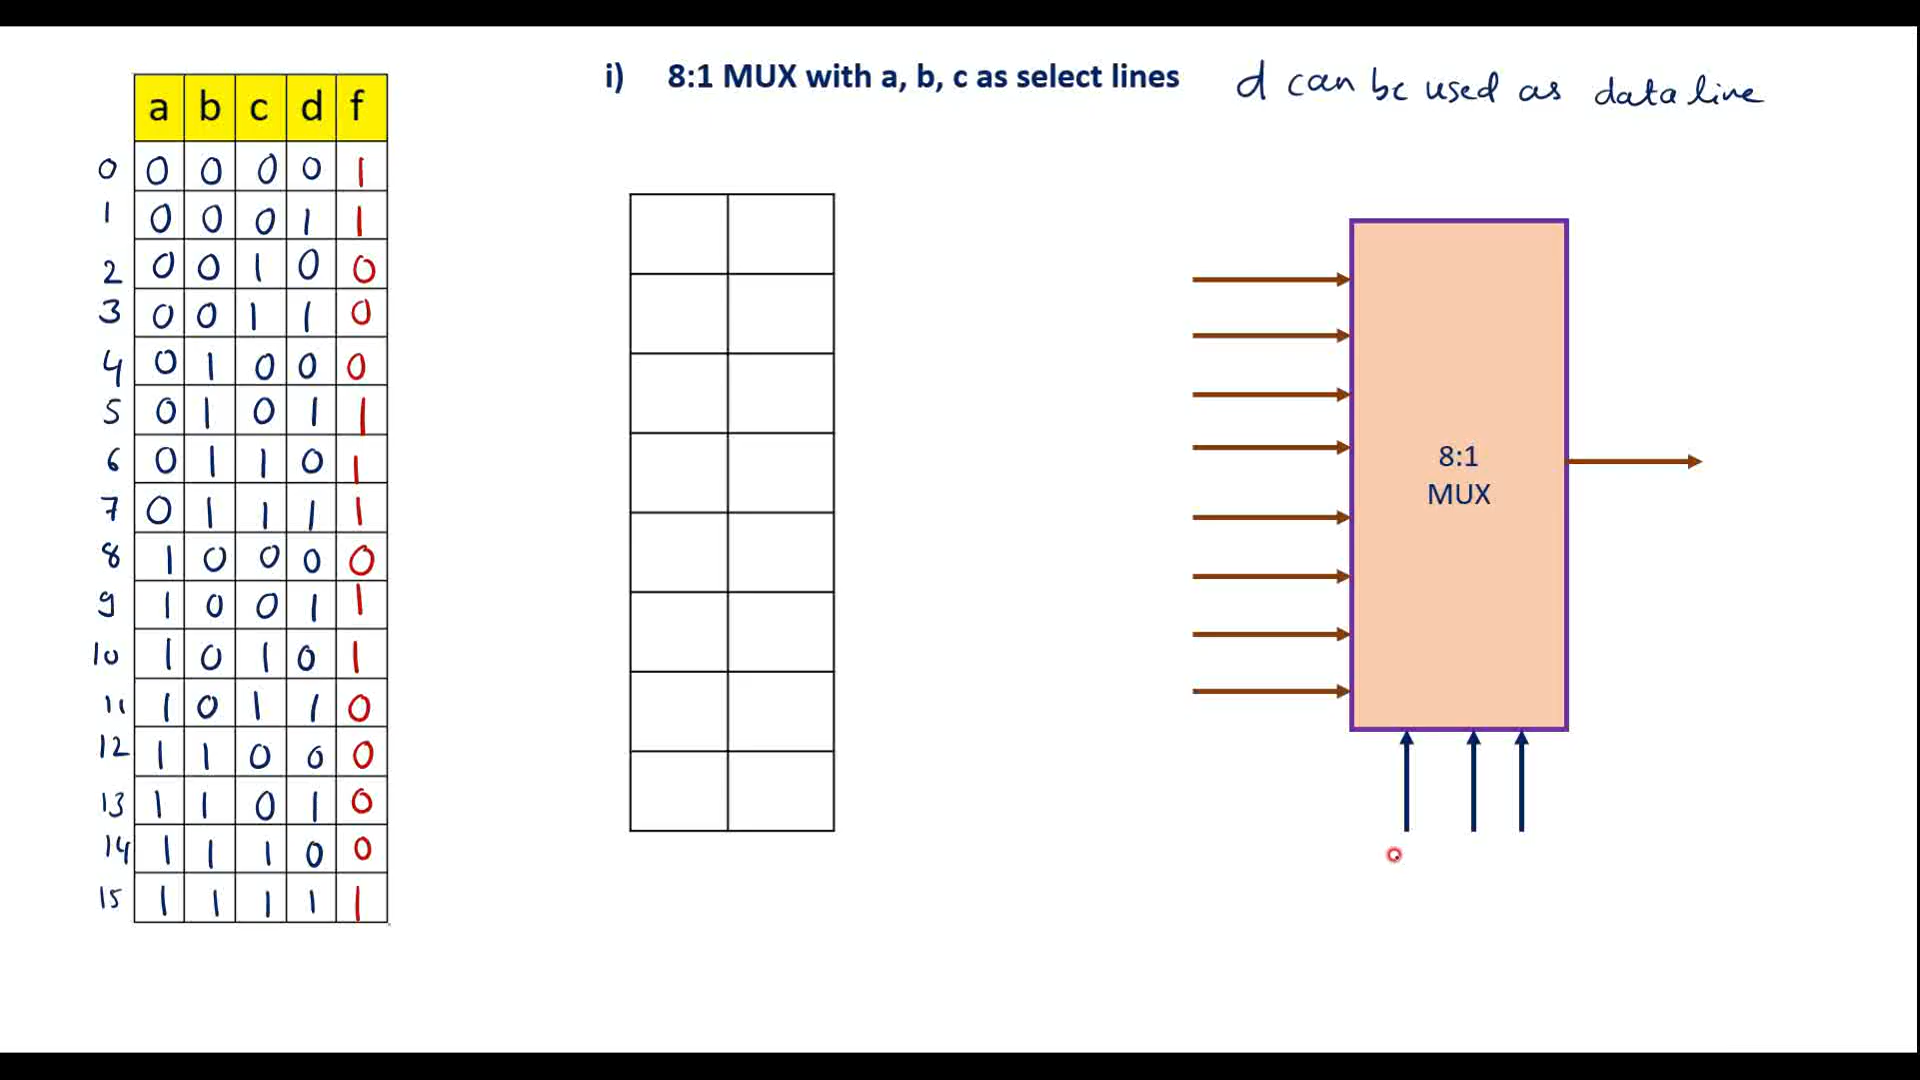 i) 8:1 MUX with a, b, c as select lines d can be used as data line
a b c d f
0 0 0 0 0 1
1 0 0 0 1 1
2 0 0 1 0 0
3 0 0 1 1 0
4 0 1 0 0 0
5 0 1 0 1 1
6 0 1 1 0 1
7 0 1 1 1 1
8 1 0 0 0 0
9 1 0 0 1 1
10 1 0 1 0 1
11 1 0 1 1 0
12 1 1 0 0 0
13 1 1 0 1 0
14 1 1 1 0 0
15 1 1 1 1 1
8:1
MUX